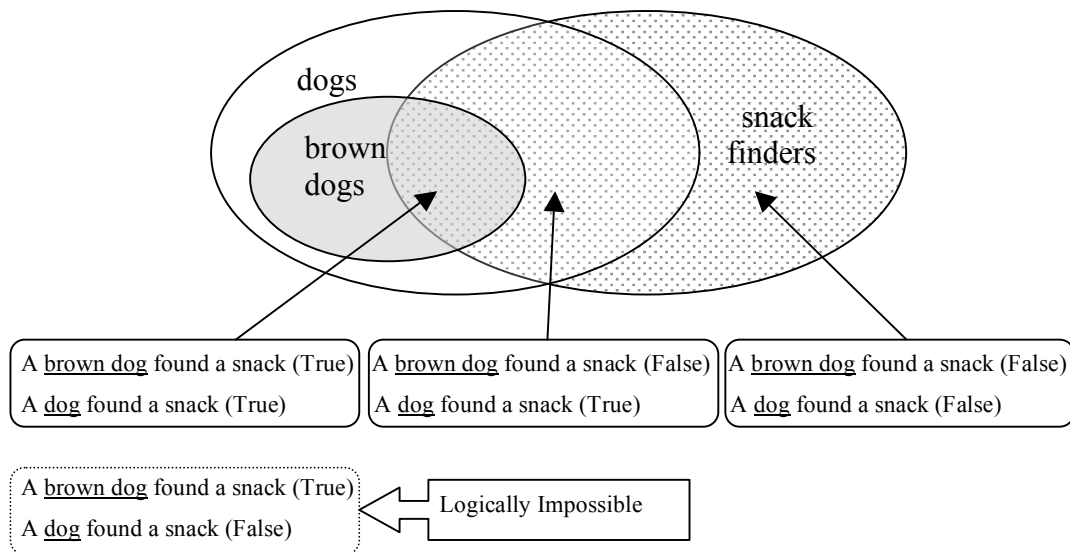 dogs
brown
dogs
snack
finders
A brown dog found a snack (True)
A dog found a snack (True)
A brown dog found a snack (False)
A dog found a snack (True)
A brown dog found a snack (False)
A dog found a snack (False)
A brown dog found a snack (True)
A dog found a snack (False)
Logically Impossible